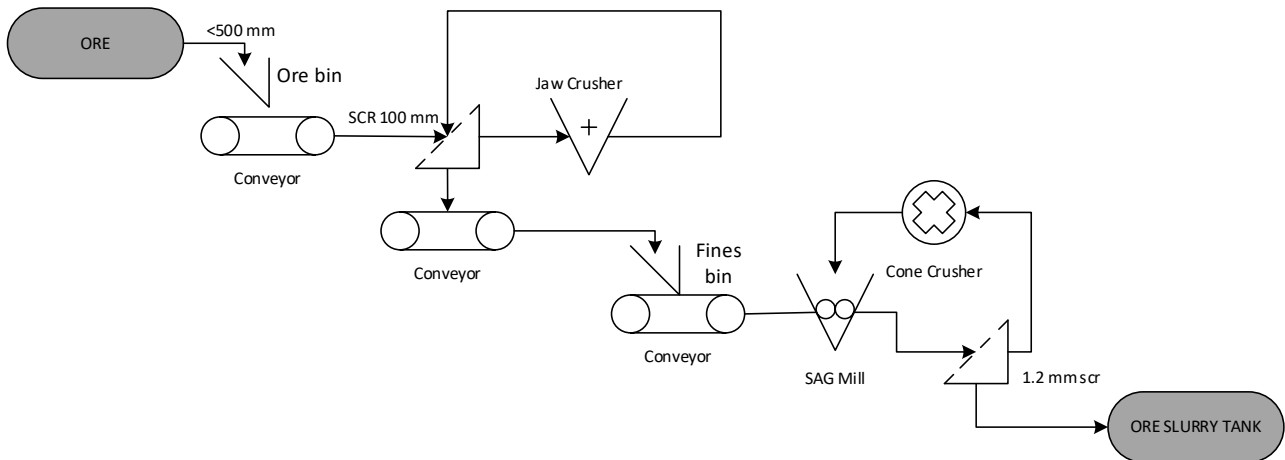 ORE
<500 mm
Ore bin
Conveyor
SCR 100 mm
Jaw Crusher
Conveyor
Fines
bin
Conveyor
Cone Crusher
SAG Mill
1.2 mm scr
ORE SLURRY TANK